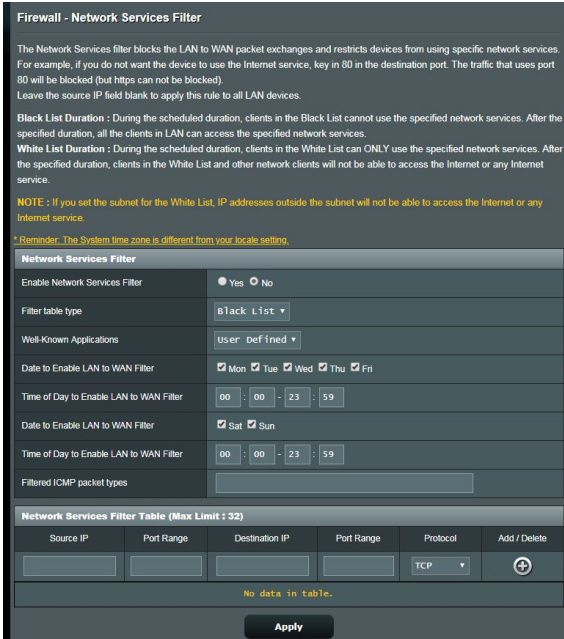 Firewall - Network Services Filter
The Network Services filter blocks the LAN to WAN packet exchanges and restricts devices from using specific network services.
For example, if you do not want the device to use the Internet service, key in 80 in the destination port. The traffic that uses port
80 will be blocked (but https can not be blocked).
Leave the source IP field blank to apply this rule to all LAN devices.
Black List Duration : During the scheduled duration, clients in the Black List cannot use the specified network services. After the
specified duration, all the clients in LAN can access the specified network services.
White List Duration : During the scheduled duration, clients in the White List can ONLY use the specified network services. After
the specified duration, clients in the White List and other network clients will not be able to access the Internet or any Internet
service.
NOTE : If you set the subnet for the White List, IP addresses outside the subnet will not be able to access the Internet or any
Internet service.
* Reminder: The System time zone is different from your locale setting.
Network Services Filter
Enable Network Services Filter Yes No
Filter table type Black List
Well-Known Applications User Defined
Date to Enable LAN to WAN Filter Mon Tue Wed Thu Fri
Time of Day to Enable LAN to WAN Filter 00 : 00 - 23 : 59
Date to Enable LAN to WAN Filter Sat Sun
Time of Day to Enable LAN to WAN Filter 00 : 00 - 23 : 59
Filtered ICMP packet types
Network Services Filter Table (Max Limit : 32)
Source IP Port Range Destination IP Port Range Protocol Add / Delete
TCP
No data in table.
Apply